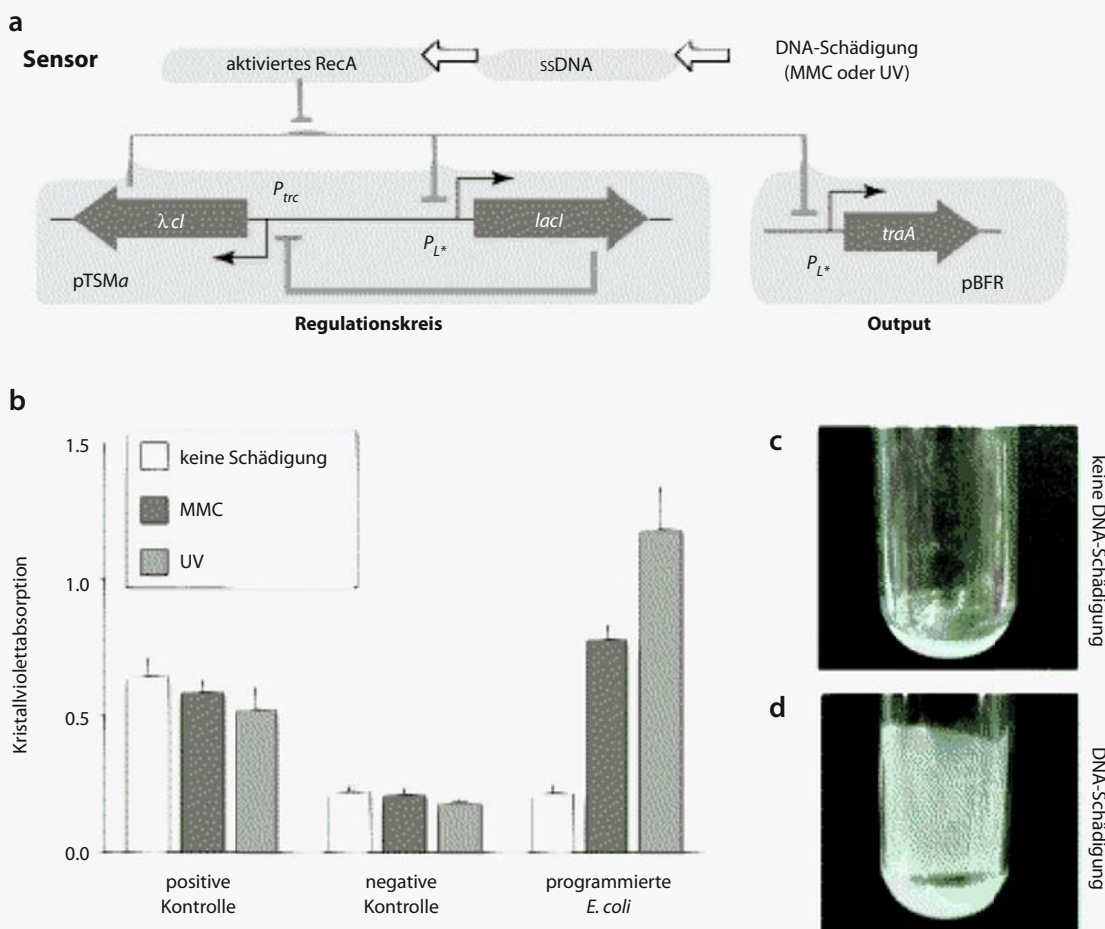 a
Sensor
aktiviertes RecA
ssDNA
DNA-Schädigung
(MMC oder UV)
P_trc
λ cI
lacI
P_L*
pTSMa
traA
P_L*
pBFR
Regulationskreis
Output
b
1.5
1.0
0.5
0.0
Kristallviolettabsorption
keine Schädigung
MMC
UV
positive
Kontrolle
negative
Kontrolle
programmierte
E. coli
c
keine DNA-Schädigung
d
DNA-Schädigung